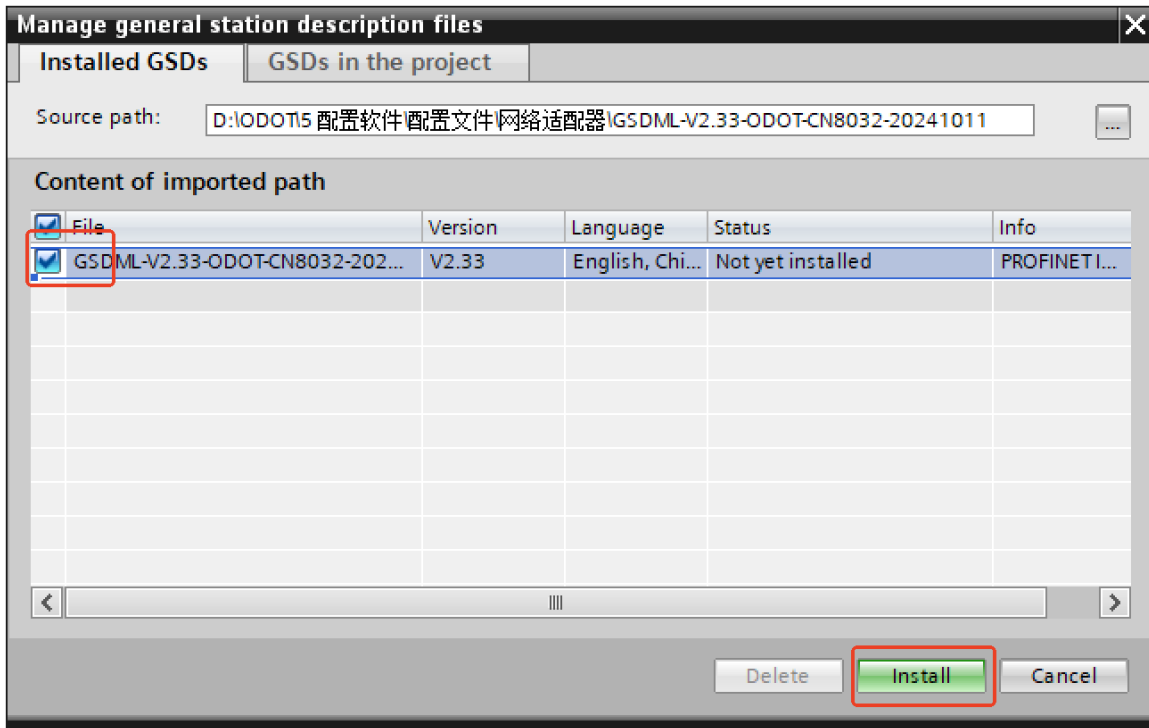 Manage general station description files
Installed GSDs GSDs in the project
Source path: D:\ODOT\5 配置软件\配置文件\网络适配器\GSDML-V2.33-ODOT-CN8032-20241011 ...
Content of imported path
File Version Language Status Info
GSDML-V2.33-ODOT-CN8032-202... V2.33 English, Chi... Not yet installed PROFINET I...
Delete Install Cancel